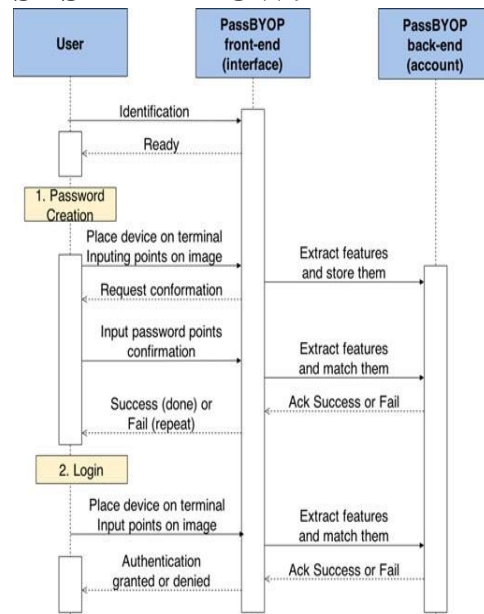 User
PassBYOP
front-end
(interface)
PassBYOP
back-end
(account)
Identification
Ready
1. Password
Creation
Place device on terminal
Inputing points on image
Extract features
and store them
Request conformation
Input password points
confirmation
Extract features
and match them
Ack Success or Fail
Success (done) or
Fail (repeat)
2. Login
Place device on terminal
Input points on image
Extract features
and match them
Ack Success or Fail
Authentication
granted or denied